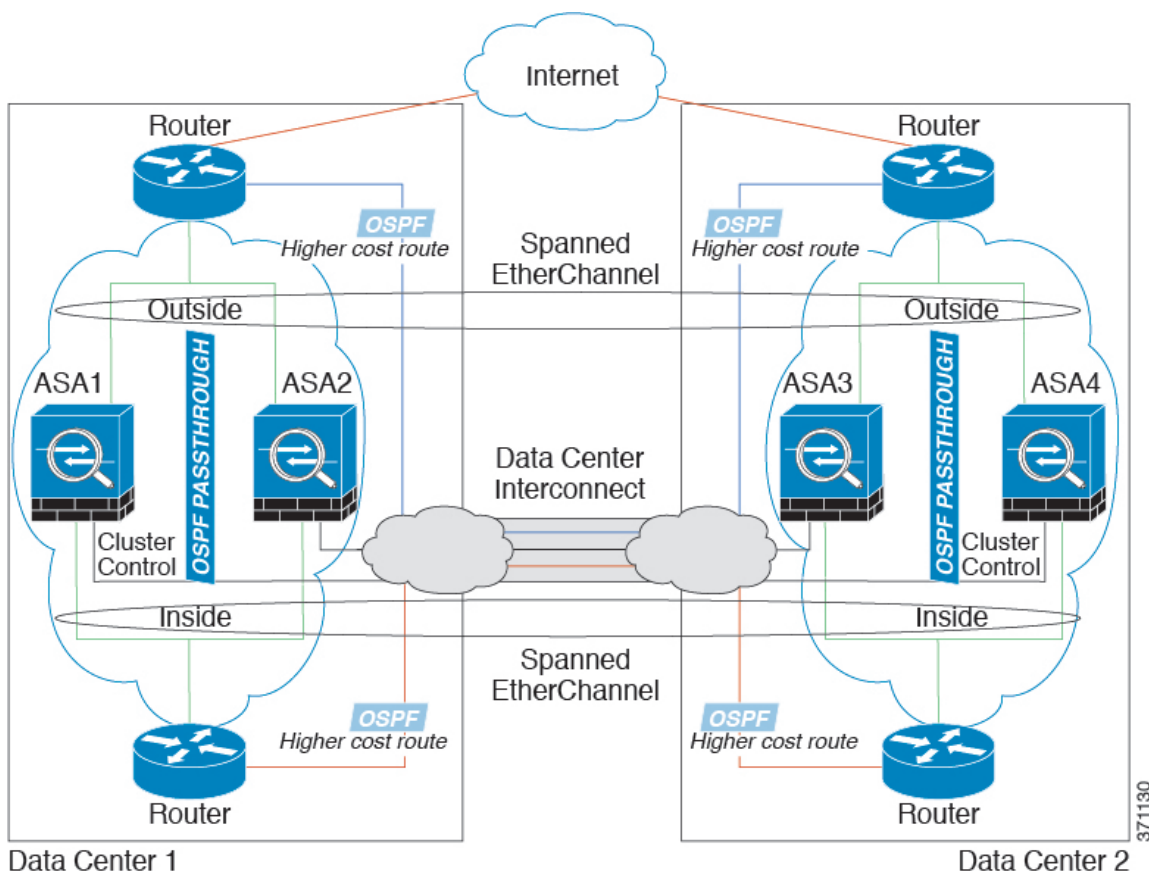 Internet
Router
Router
OSPF
Higher cost route
Spanned
EtherChannel
OSPF
Higher cost route
Outside
Outside
ASA1
OSPF PASSTHROUGH
ASA2
ASA3
OSPF PASSTHROUGH
ASA4
Data Center
Interconnect
Cluster
Control
Cluster
Control
Inside
Inside
Spanned
EtherChannel
OSPF
Higher cost route
OSPF
Higher cost route
Router
Router
371130
Data Center 1
Data Center 2